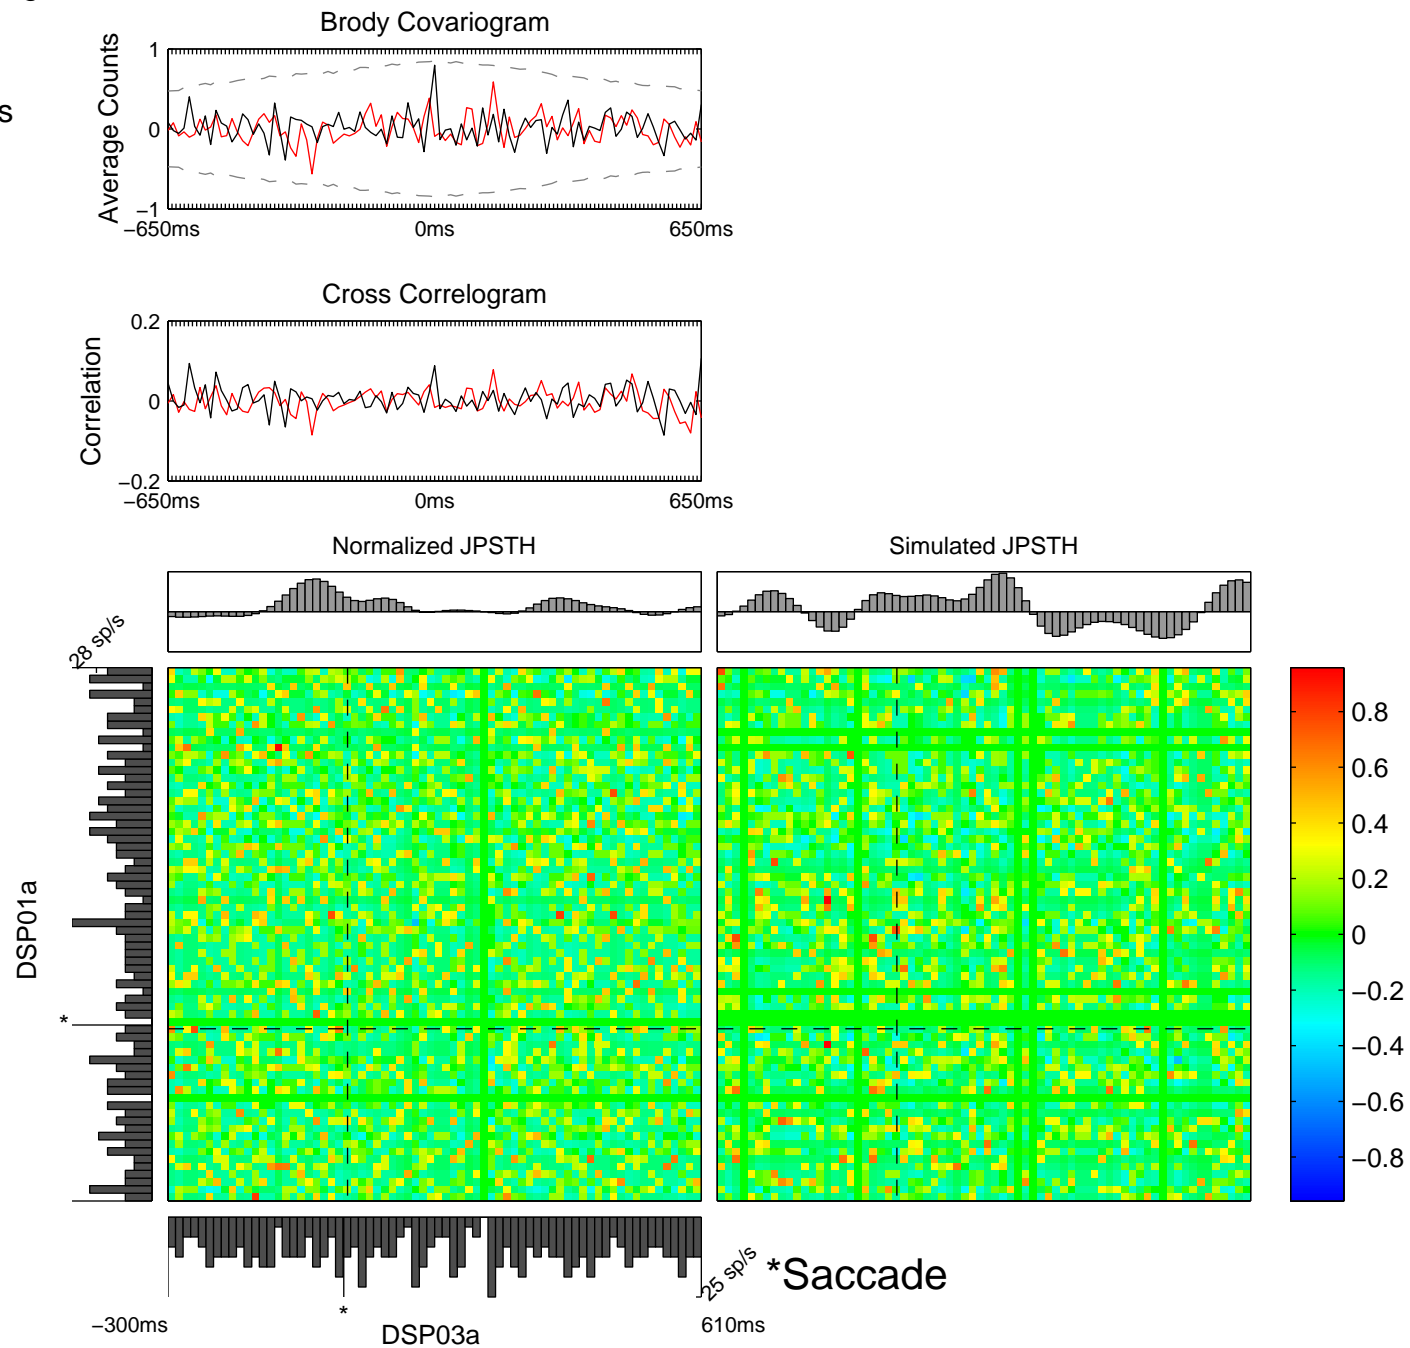 g
Brody Covariogram
s
Average Counts
1
0
−1
−650ms
0ms
650ms
Cross Correlogram
Correlation
0.2
0
−0.2
−650ms
0ms
650ms
Normalized JPSTH
Simulated JPSTH
28 sp/s
DSP01a
*
0.8
0.6
0.4
0.2
0
−0.2
−0.4
−0.6
−0.8
25 sp/s
*Saccade
*
−300ms
DSP03a
610ms